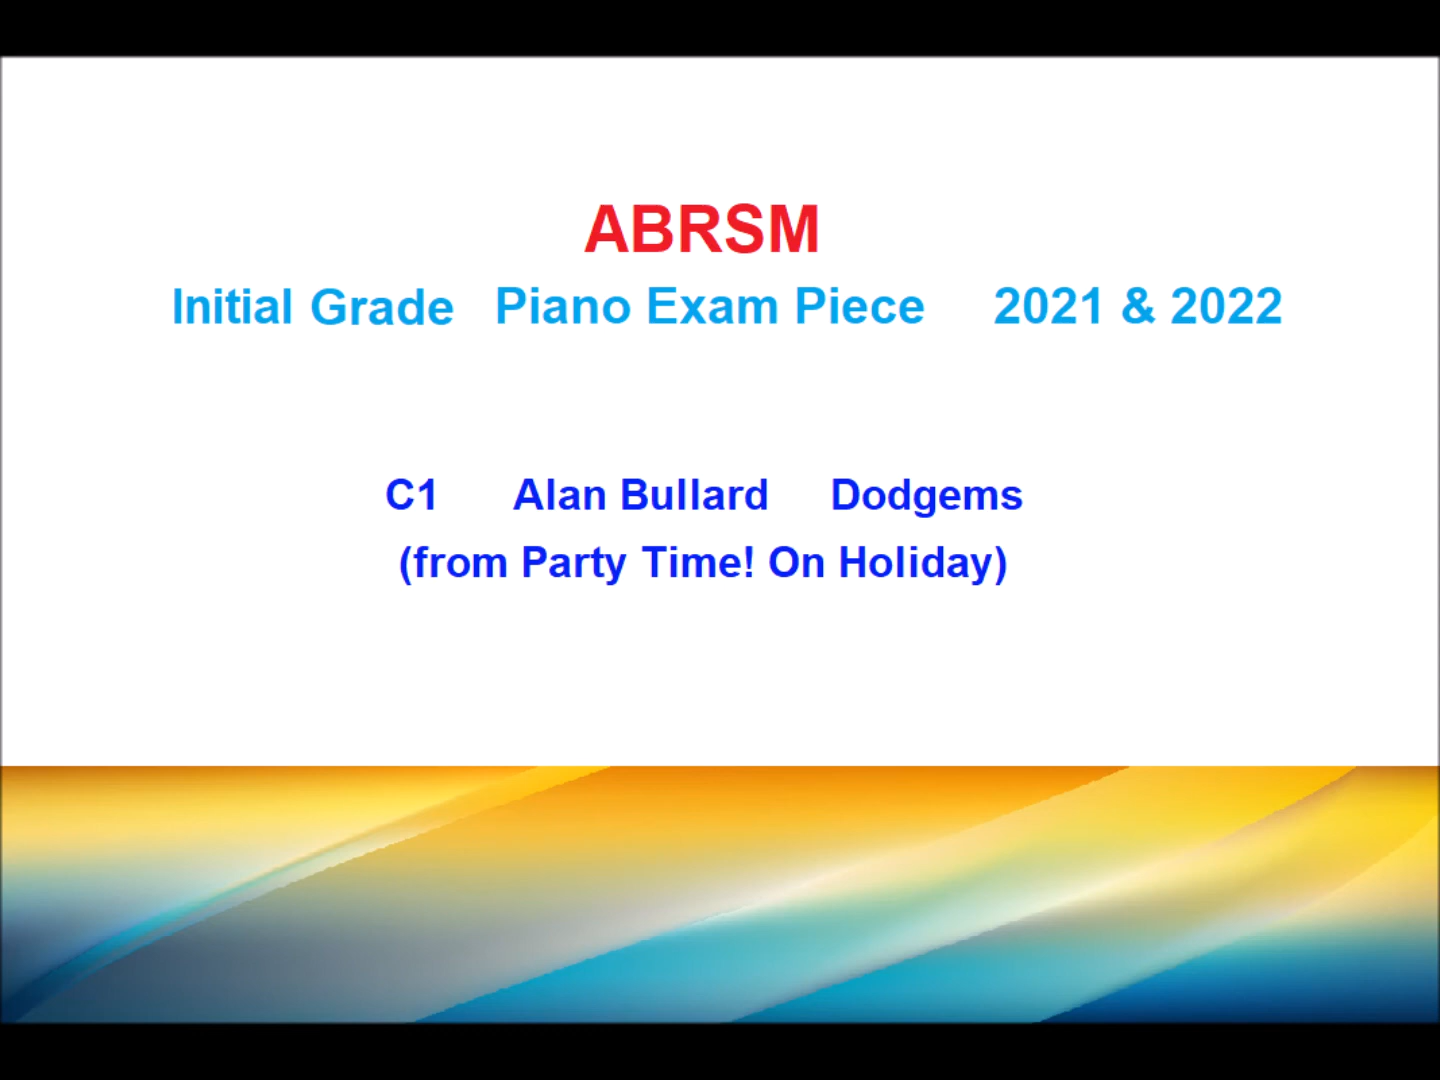 ABRSM
Initial Grade Piano Exam Piece 2021 & 2022
C1 Alan Bullard Dodgems
(from Party Time! On Holiday)